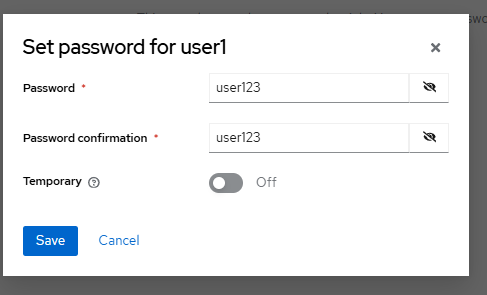 Set password for user1
Password *
user123
Password confirmation *
user123
Temporary
Off
Save Cancel